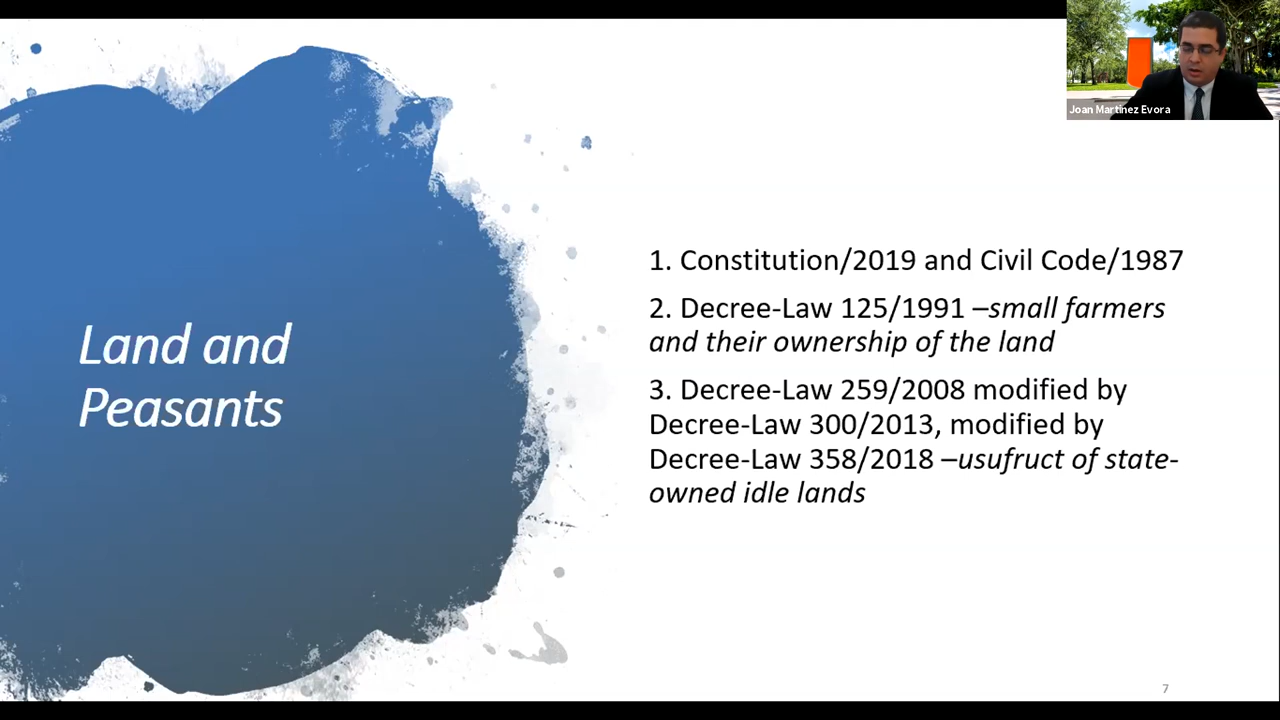 Joan Martinez Evora
Land and
Peasants
1. Constitution/2019 and Civil Code/1987
2. Decree-Law 125/1991 –small farmers
and their ownership of the land
3. Decree-Law 259/2008 modified by
Decree-Law 300/2013, modified by
Decree-Law 358/2018 –usufruct of state-
owned idle lands
7